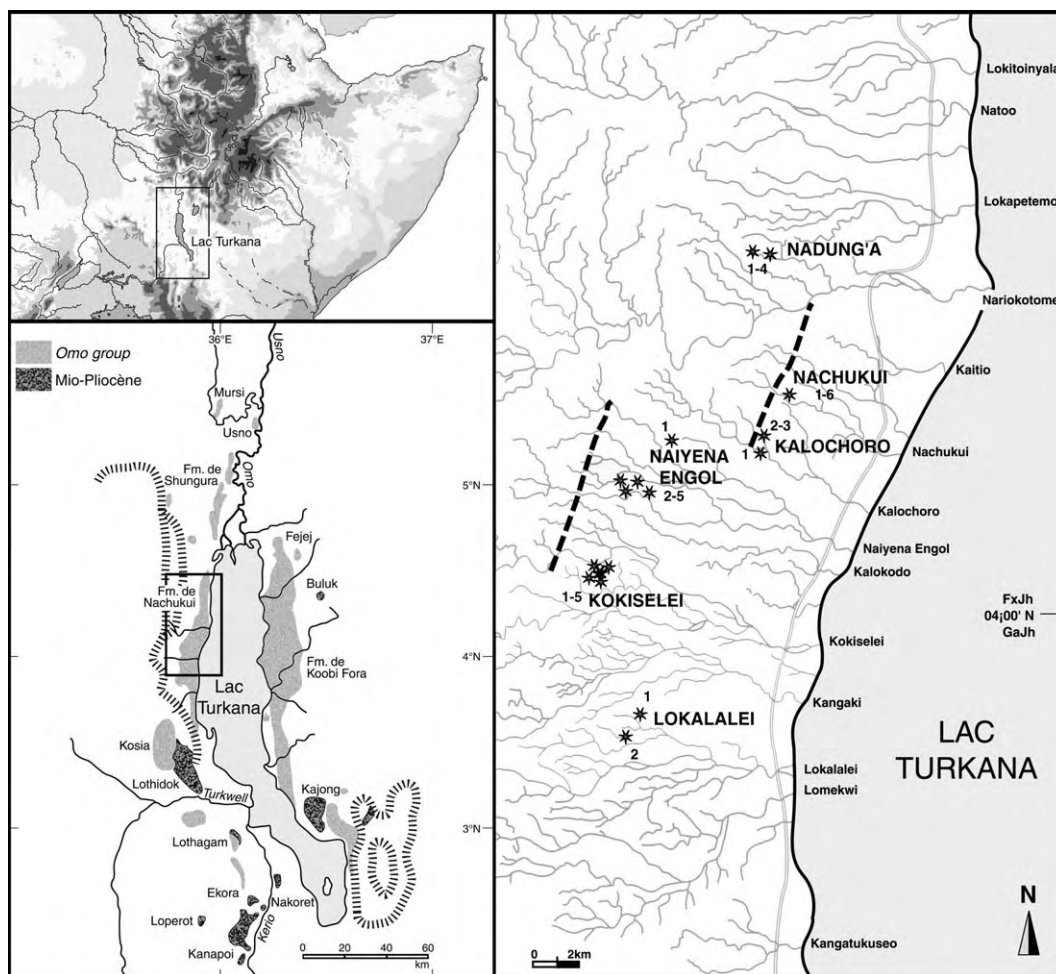 Lac Turkana
36°E
37°E
Omo group
Mio-Pliocène
Usno
Mursi
Usno
Omo
Fm. de
Shungura
5°N
Fejej
Buluk
Fm. de
Nachukui
Fm. de
Koobi Fora
4°N
Lac
Turkana
Kosia
Lothidok
Turkwell
Kajong
3°N
Lothagam
Ekora
Nakoret
Loperot
Kerio
Kanapoi
0 20 40 60
km
Lokitoinyala
Natoo
Lokapetemo
NADUNG'A
1-4
Nariokotome
Kaitio
NACHUKUI
1-6
2-3
1
KALOCHORO
1
NAIYENA
ENGOL
2-5
Nachukui
Kalochoro
Naiyena Engol
Kalokodo
1-5
KOKISELEI
FxJh
04¡00' N
GaJh
Kokiselei
Kangaki
1
LOKALALEI
2
LAC
TURKANA
Lokalalei
Lomekwi
N
Kangatukuseo
0 2km